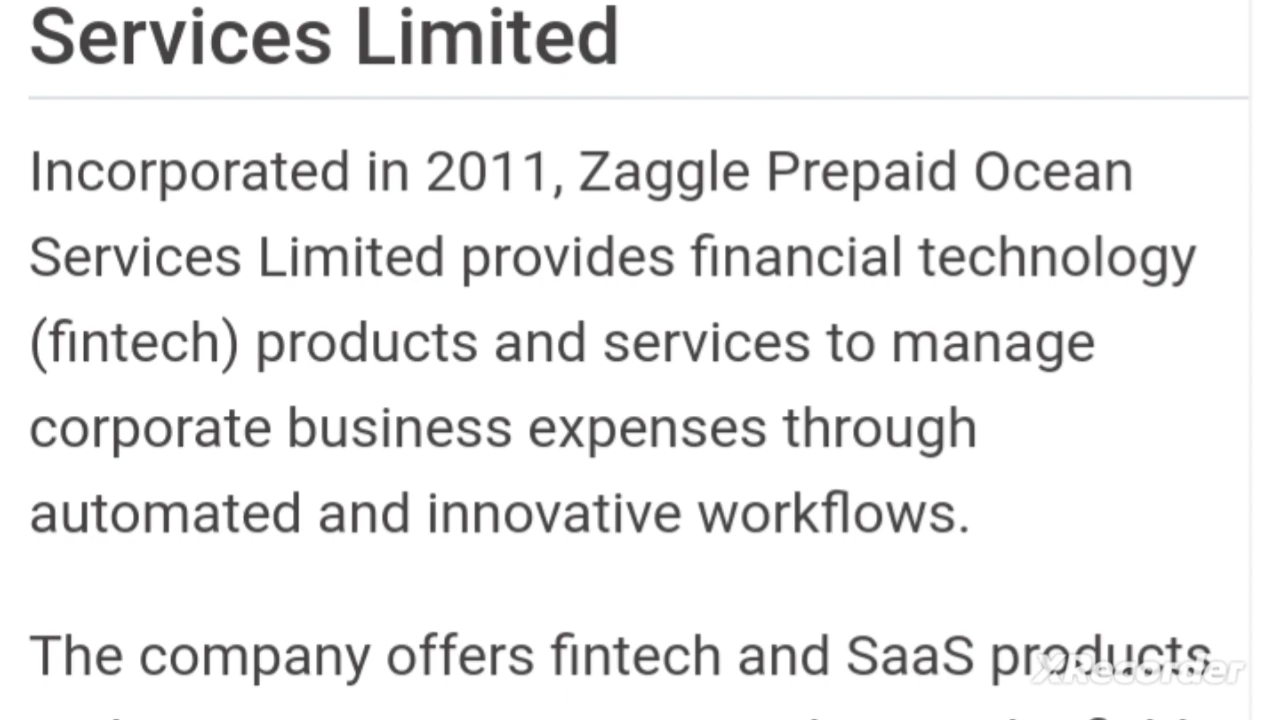 Services Limited
Incorporated in 2011, Zaggle Prepaid Ocean
Services Limited provides financial technology
(fintech) products and services to manage
corporate business expenses through
automated and innovative workflows.
The company offers fintech and SaaS products
XRecorder